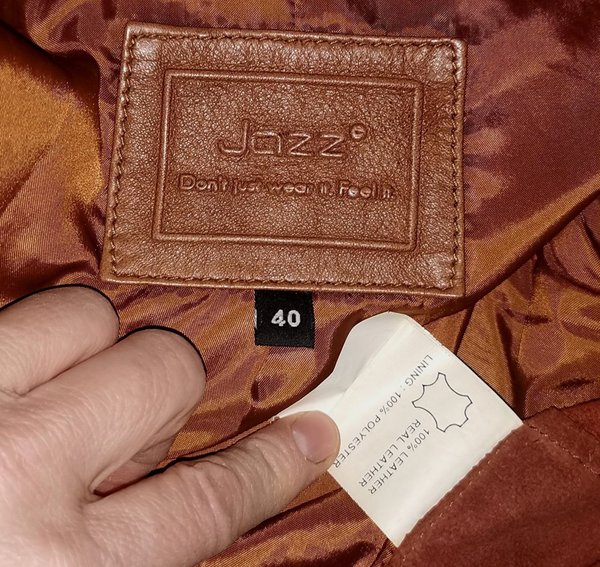 Jazz
Don't just wear it. Feel it.
40
LINING : 100% POLYESTER
100% LEATHER
REAL LEATHER